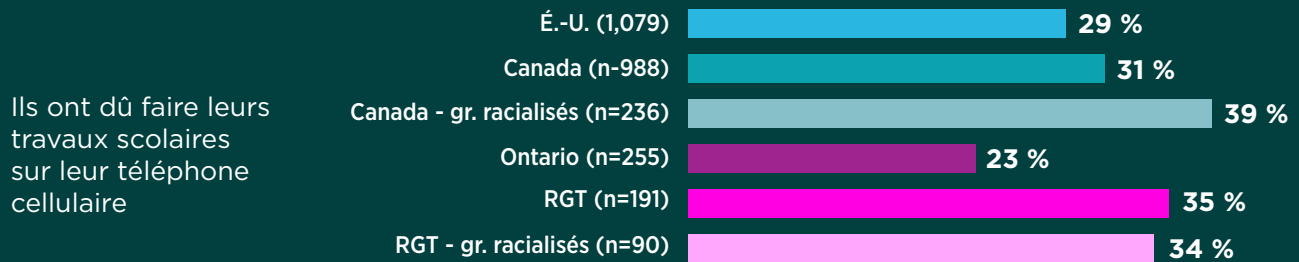 É.-U. (1,079) 29 %
Canada (n-988) 31 %
Ils ont dû faire leurs
travaux scolaires
sur leur téléphone
cellulaire
Canada - gr. racialisés (n=236) 39 %
Ontario (n=255) 23 %
RGT (n=191) 35 %
RGT - gr. racialisés (n=90) 34 %